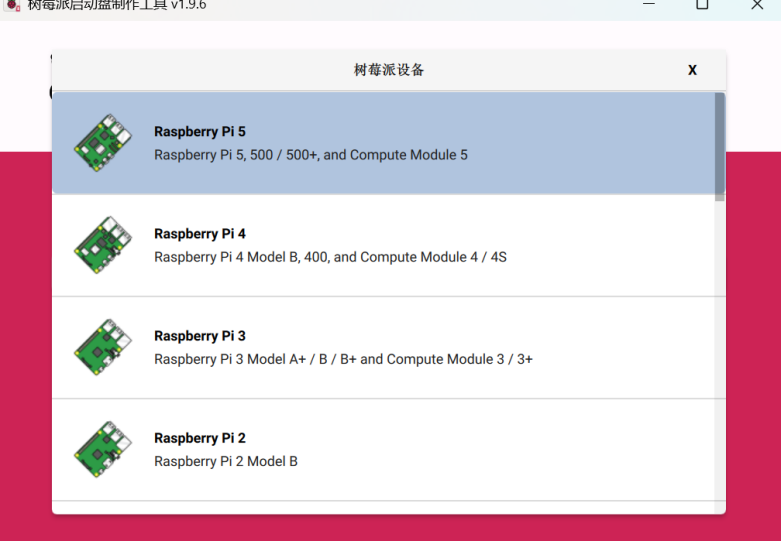 树莓派启动盘制作工具 v1.9.6
树莓派设备
X
Raspberry Pi 5
Raspberry Pi 5, 500 / 500+, and Compute Module 5
Raspberry Pi 4
Raspberry Pi 4 Model B, 400, and Compute Module 4 / 4S
Raspberry Pi 3
Raspberry Pi 3 Model A+ / B / B+ and Compute Module 3 / 3+
Raspberry Pi 2
Raspberry Pi 2 Model B